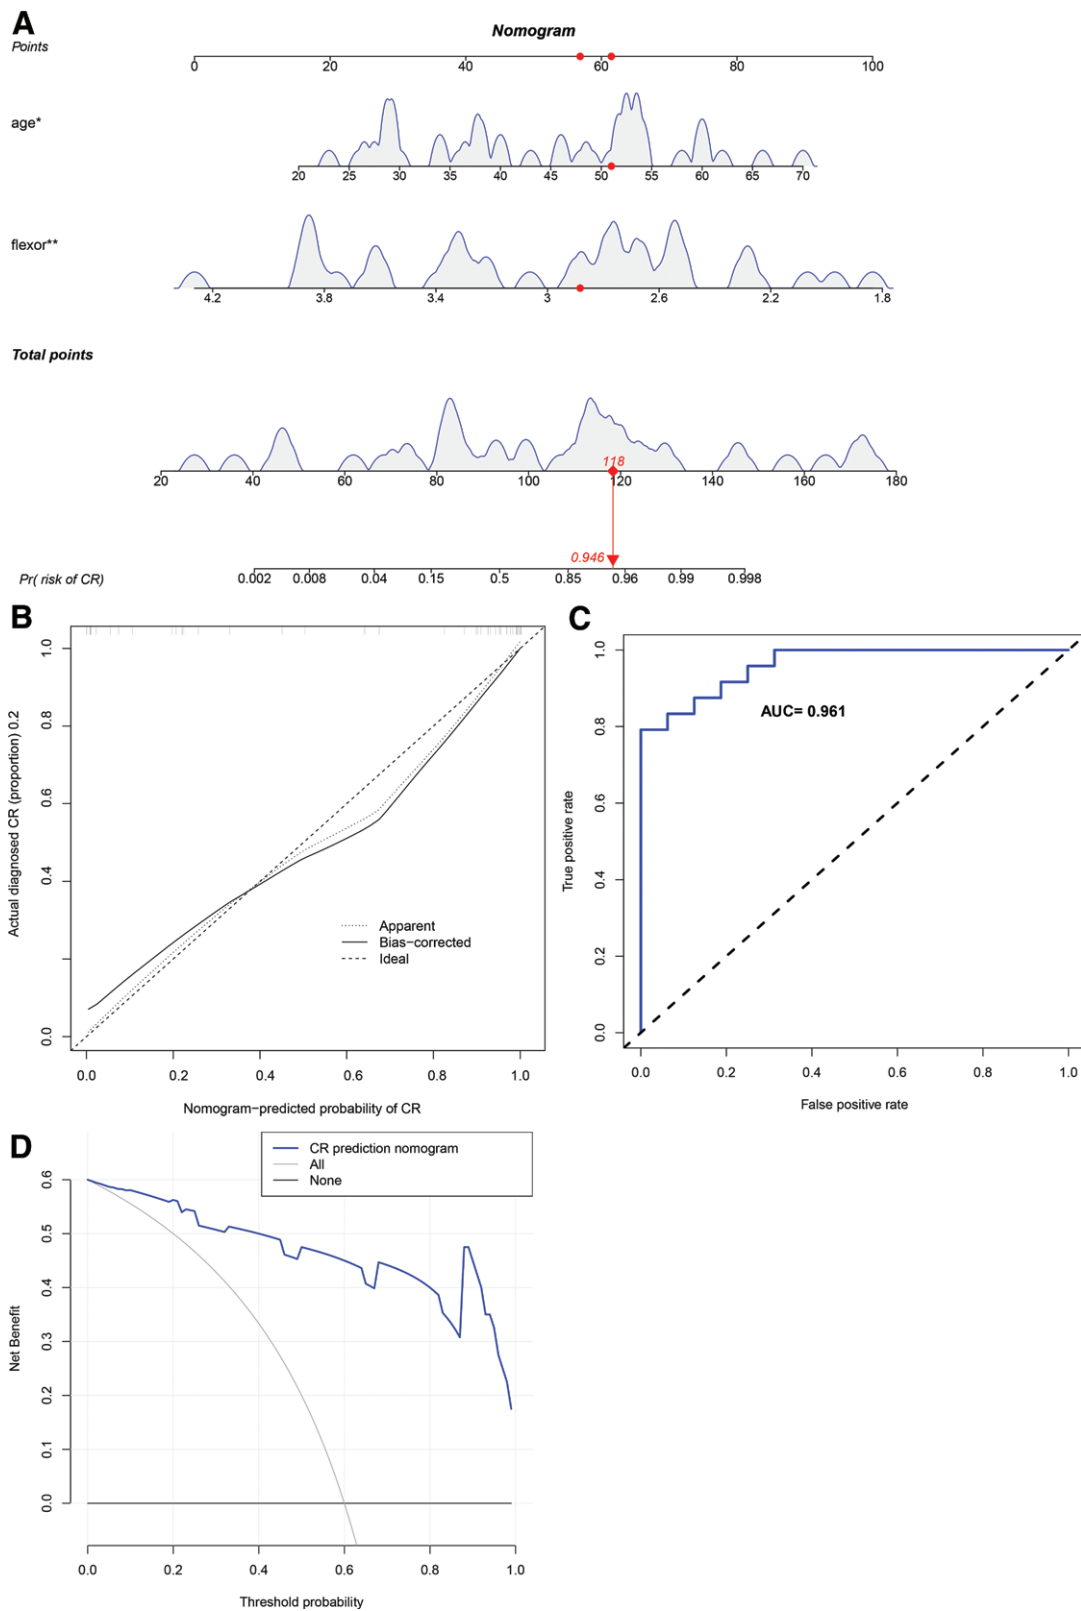 A
Nomogram
Points
0 20 40 60 80 100
age*
20 25 30 35 40 45 50 55 60 65 70
flexor**
4.2 3.8 3.4 3 2.6 2.2 1.8
Total points
118
20 40 60 80 100 120 140 160 180
0.946
Pr( risk of CR)
0.002 0.008 0.04 0.15 0.5 0.85 0.96 0.99 0.998
B
Actual diagnosed CR (proportion) 0.2
1.0
0.8
0.6
0.4
0.0
Apparent
Bias−corrected
Ideal
0.0 0.2 0.4 0.6 0.8 1.0
Nomogram−predicted probability of CR
C
True positive rate
1.0
0.8
0.6
0.4
0.2
0.0
AUC= 0.961
0.0 0.2 0.4 0.6 0.8 1.0
False positive rate
D
CR prediction nomogram
All
None
Net Benefit
0.6
0.5
0.4
0.3
0.2
0.1
0.0
0.0 0.2 0.4 0.6 0.8 1.0
Threshold probability